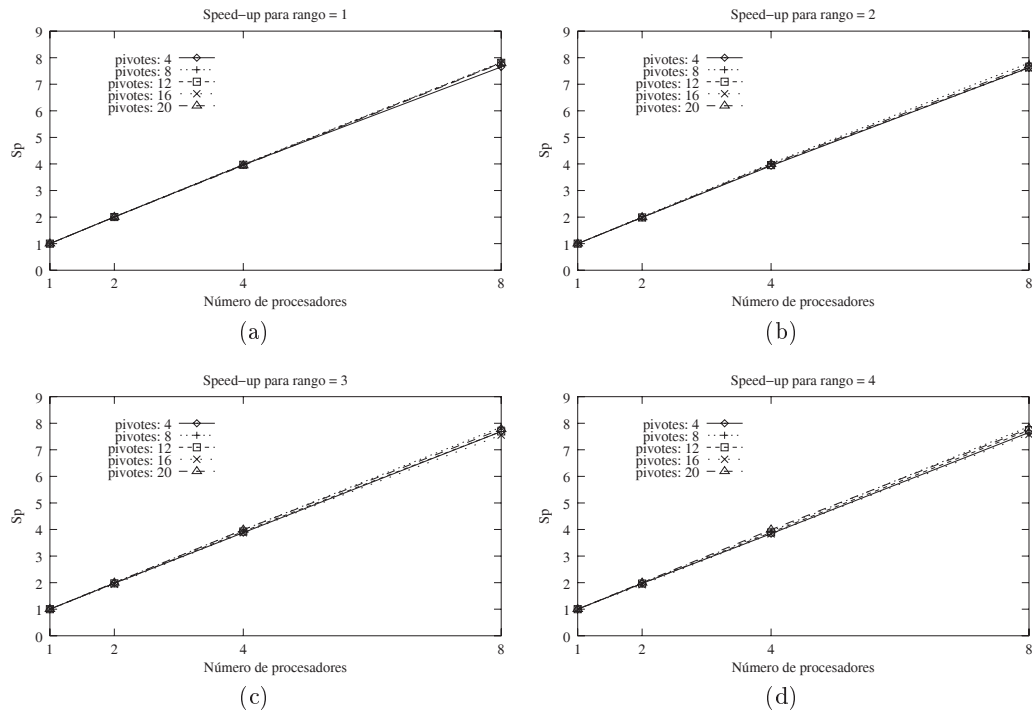 Speed-up para rango = 1
9
8
7
6
5
4
3
2
1
0
Sp
pivotes: 4
pivotes: 8
pivotes: 12
pivotes: 16
pivotes: 20
1
2
4
8
Número de procesadores
(a)
Speed-up para rango = 2
9
8
7
6
5
4
3
2
1
0
Sp
pivotes: 4
pivotes: 8
pivotes: 12
pivotes: 16
pivotes: 20
1
2
4
8
Número de procesadores
(b)
Speed-up para rango = 3
9
8
7
6
5
4
3
2
1
0
Sp
pivotes: 4
pivotes: 8
pivotes: 12
pivotes: 16
pivotes: 20
1
2
4
8
Número de procesadores
(c)
Speed-up para rango = 4
9
8
7
6
5
4
3
2
1
0
Sp
pivotes: 4
pivotes: 8
pivotes: 12
pivotes: 16
pivotes: 20
1
2
4
8
Número de procesadores
(d)